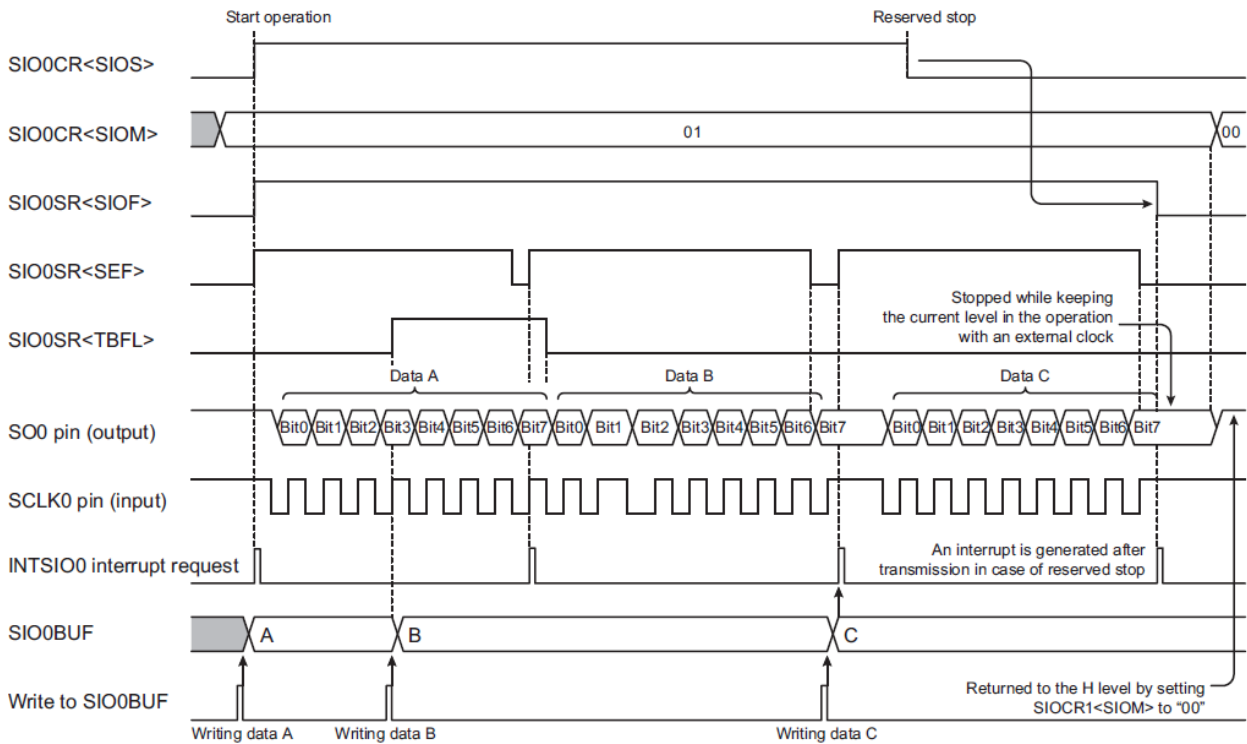 Start operation
Reserved stop
SIO0CR<SIOS>
SIO0CR<SIOM>
01
00
SIO0SR<SIOF>
SIO0SR<SEF>
Stopped while keeping
the current level in the operation
with an external clock
SIO0SR<TBFL>
Data A
Data B
Data C
SO0 pin (output)
Bit0 Bit1 Bit2 Bit3 Bit4 Bit5 Bit6 Bit7 Bit0 Bit1 Bit2 Bit3 Bit4 Bit5 Bit6 Bit7 Bit0 Bit1 Bit2 Bit3 Bit4 Bit5 Bit6 Bit7
SCLK0 pin (input)
INTSIO0 interrupt request
An interrupt is generated after
transmission in case of reserved stop
SIO0BUF
A
B
C
Write to SIO0BUF
Returned to the H level by setting
SIOCR1<SIOM> to “00”
Writing data A
Writing data B
Writing data C